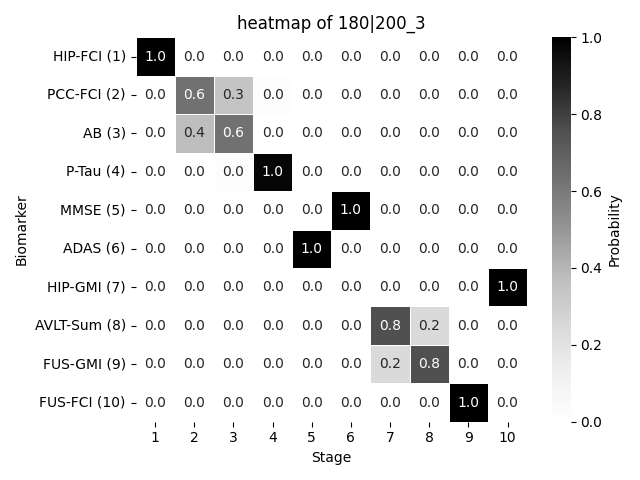 heatmap of 180|200_3
HIP-FCI (1) 1.0 0.0 0.0 0.0 0.0 0.0 0.0 0.0 0.0 0.0
PCC-FCI (2) 0.0 0.6 0.3 0.0 0.0 0.0 0.0 0.0 0.0 0.0
AB (3) 0.0 0.4 0.6 0.0 0.0 0.0 0.0 0.0 0.0 0.0
P-Tau (4) 0.0 0.0 0.0 1.0 0.0 0.0 0.0 0.0 0.0 0.0
MMSE (5) 0.0 0.0 0.0 0.0 0.0 1.0 0.0 0.0 0.0 0.0
ADAS (6) 0.0 0.0 0.0 0.0 1.0 0.0 0.0 0.0 0.0 0.0
HIP-GMI (7) 0.0 0.0 0.0 0.0 0.0 0.0 0.0 0.0 0.0 1.0
AVLT-Sum (8) 0.0 0.0 0.0 0.0 0.0 0.0 0.8 0.2 0.0 0.0
FUS-GMI (9) 0.0 0.0 0.0 0.0 0.0 0.0 0.2 0.8 0.0 0.0
FUS-FCI (10) 0.0 0.0 0.0 0.0 0.0 0.0 0.0 0.0 1.0 0.0
1 2 3 4 5 6 7 8 9 10
Stage
Biomarker
1.0
0.8
0.6
0.4
0.2
0.0
Probability